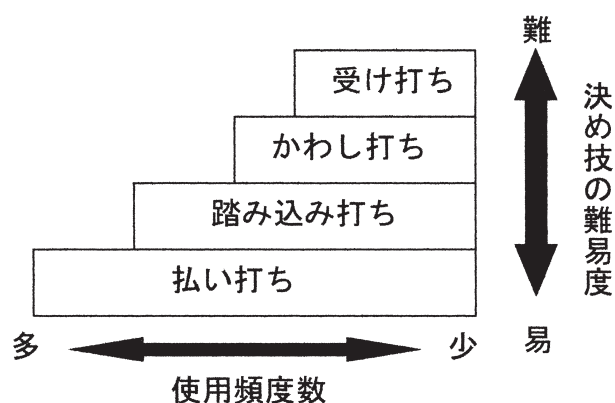 難
受け打ち
かわし打ち
踏み込み打ち
払い打ち
決め技の難易度
多
少
易
使用頻度数